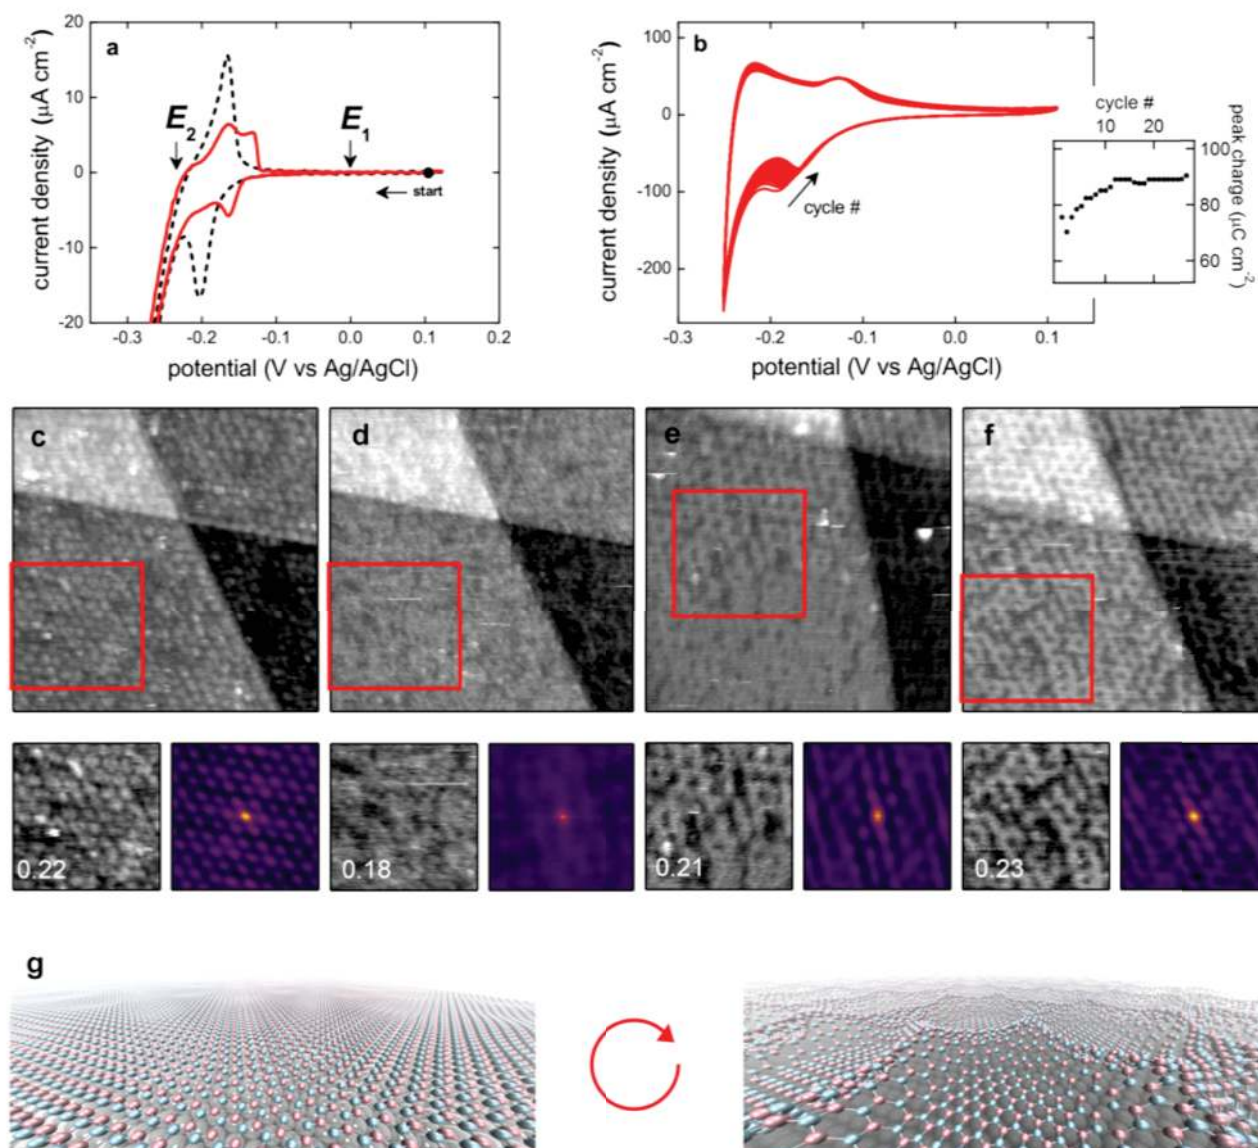 a
current density (μA cm-2)
20
10
0
-10
-20
E2
E1
start
-0.3
-0.2
-0.1
0.0
0.1
0.2
potential (V vs Ag/AgCl)
b
current density (μA cm-2)
100
0
-100
-200
cycle #
-0.3
-0.2
-0.1
0.0
0.1
potential (V vs Ag/AgCl)
cycle #
10
20
100
80
60
peak charge (μC cm-2)
c
d
e
f
0.22
0.18
0.21
0.23
g